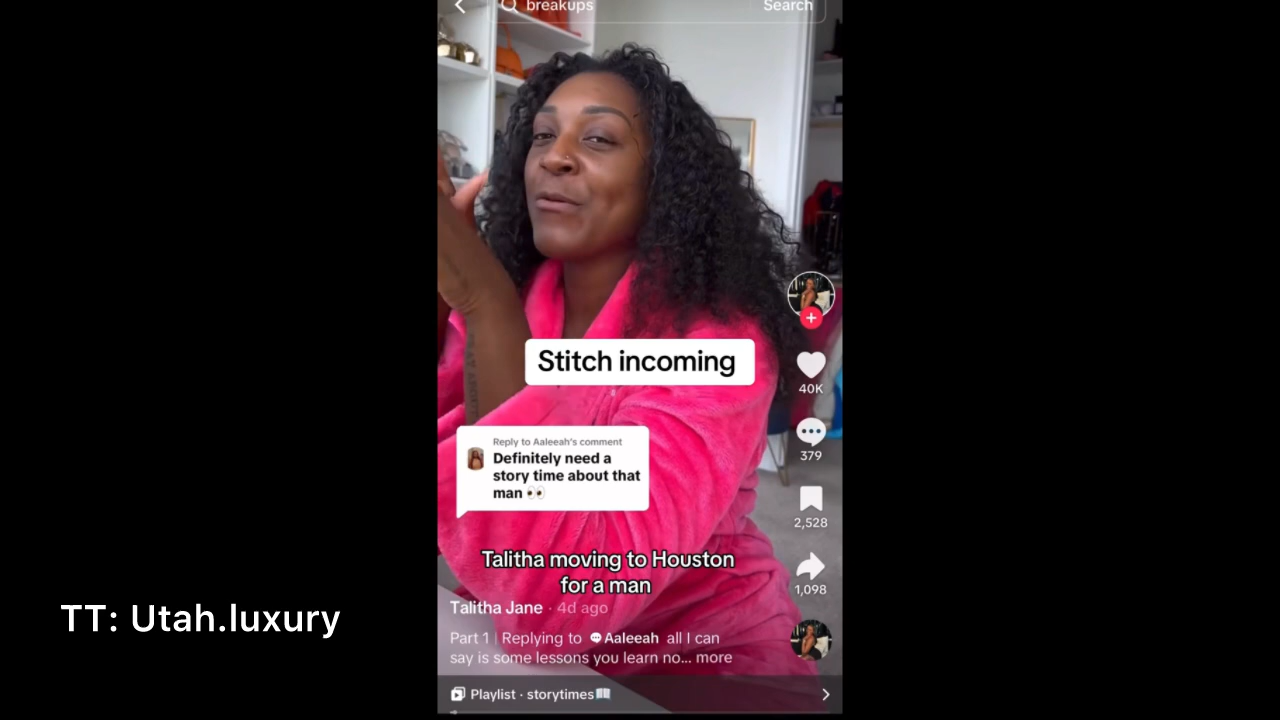 breakups
Search
Stitch incoming
40K
Reply to Aaleeah's comment
Definitely need a
story time about that
man 👀
379
2,528
Talitha moving to Houston
for a man
1,098
Talitha Jane · 4d ago
TT: Utah.luxury
Part 1 | Replying to 💬Aaleeah all I can
say is some lessons you learn no... more
Playlist · storytimes📖